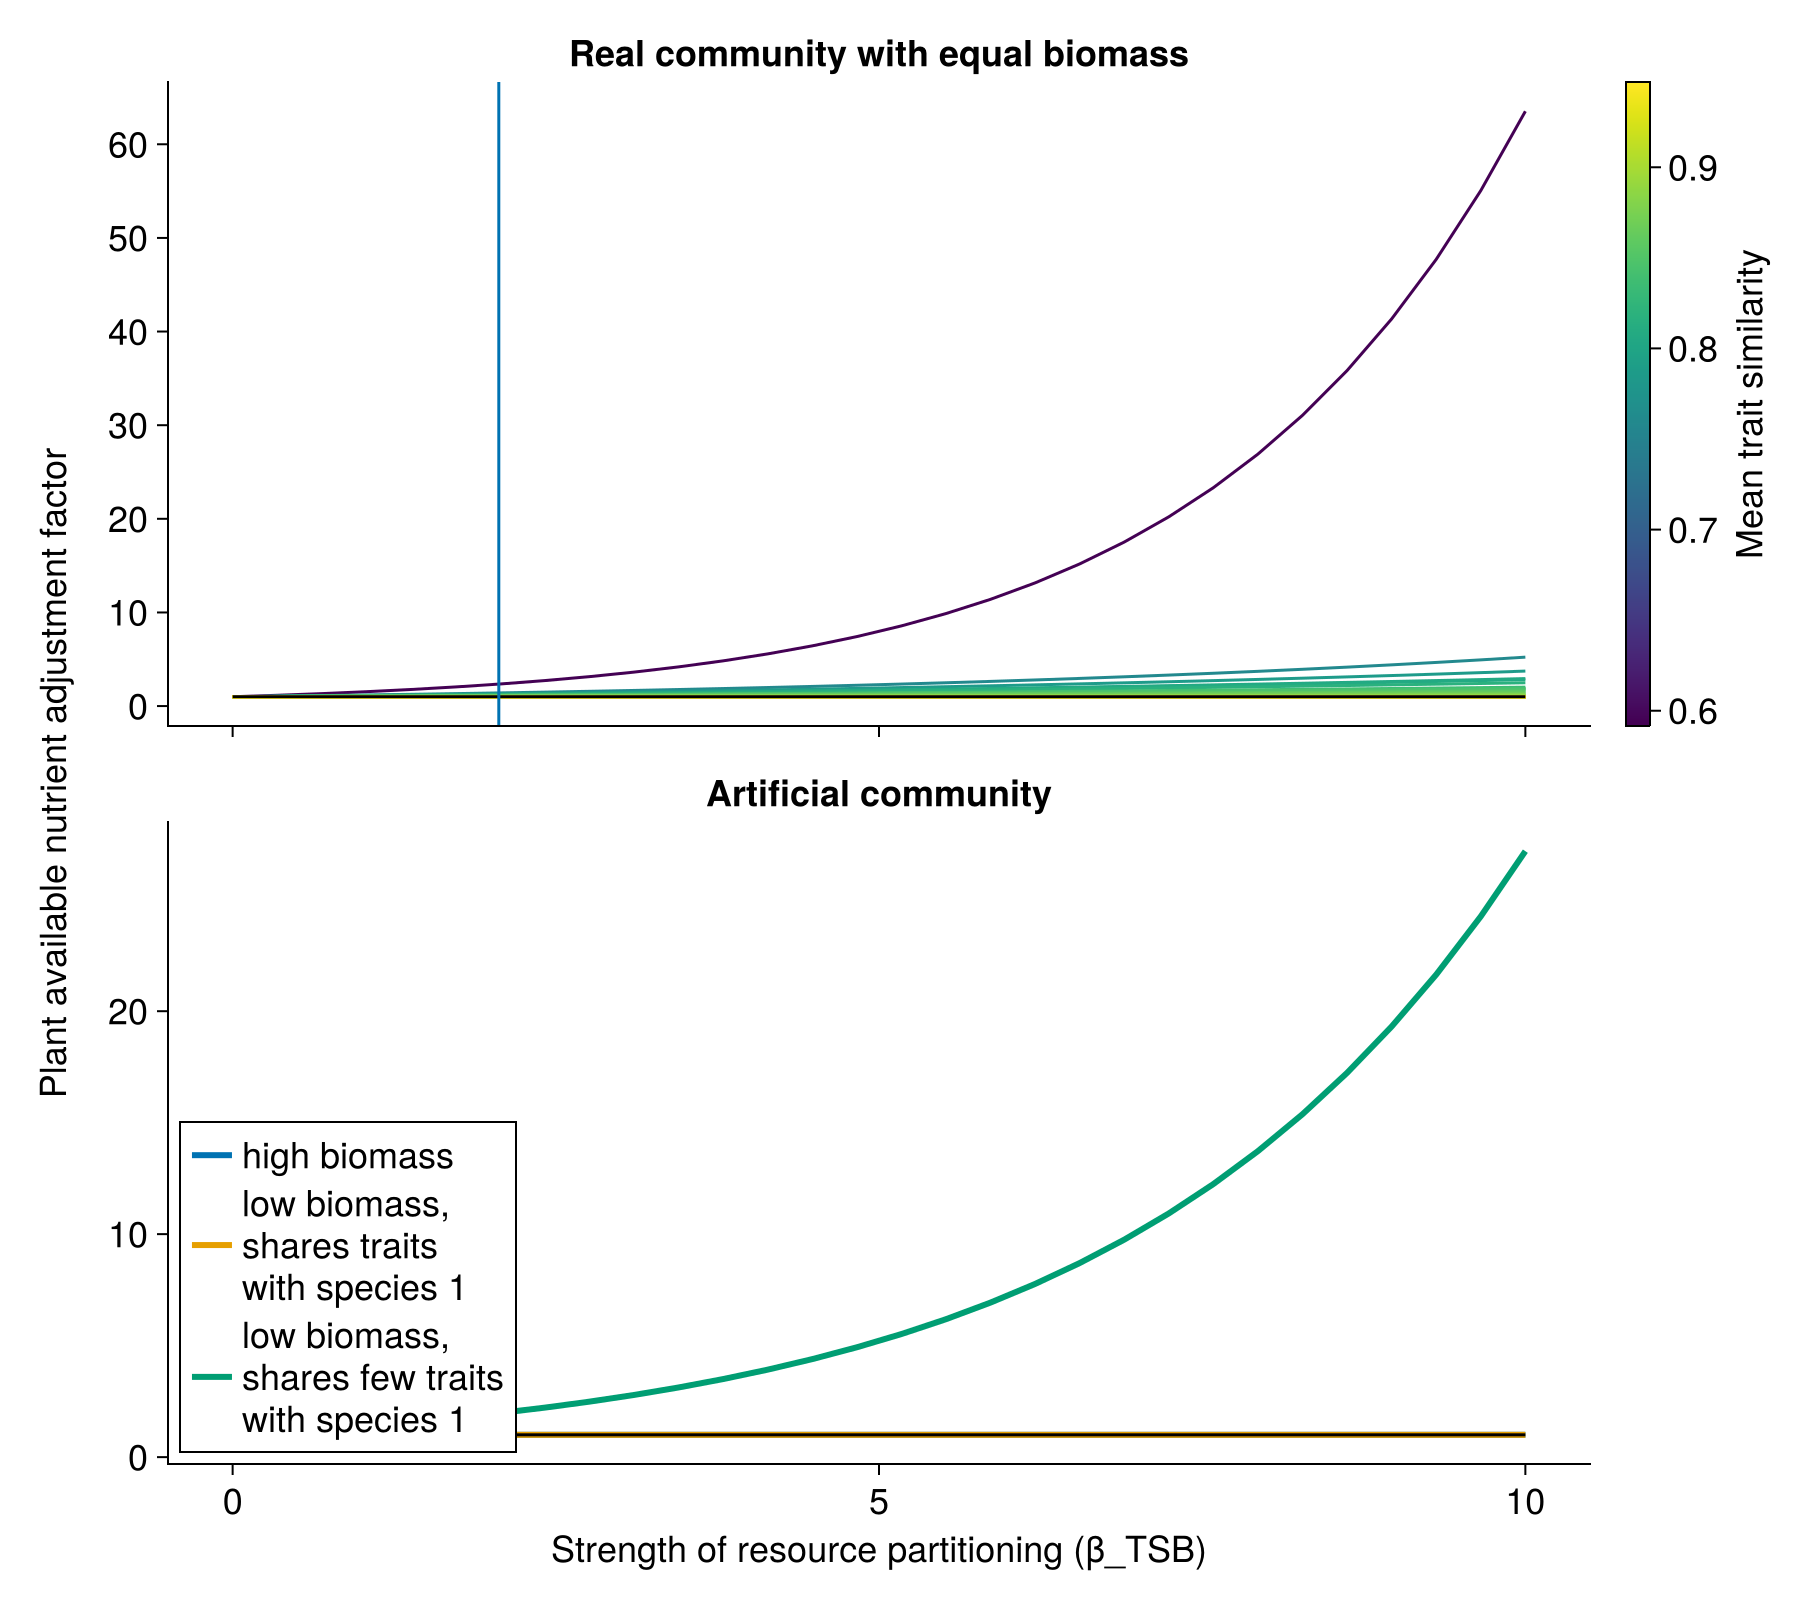 Real community with equal biomass
60
50
40
30
20
10
0
0.9
0.8
0.7
0.6
Mean trait similarity
Plant available nutrient adjustment factor
Artificial community
20
10
0
high biomass
low biomass,
shares traits
with species 1
low biomass,
shares few traits
with species 1
0
5
10
Strength of resource partitioning (β_TSB)